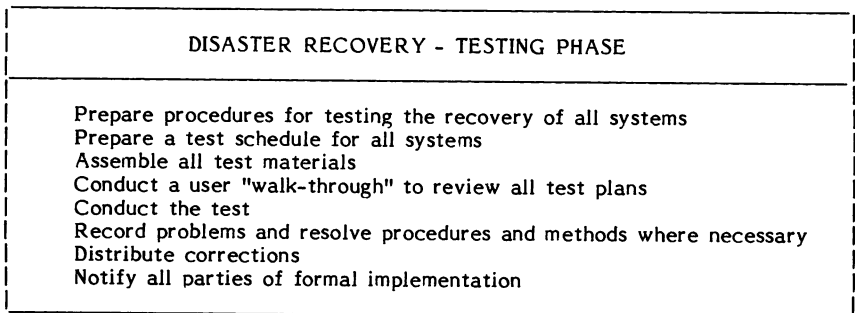 DISASTER RECOVERY - TESTING PHASE
Prepare procedures for testing the recovery of all systems
Prepare a test schedule for all systems
Assemble all test materials
Conduct a user "walk-through" to review all test plans
Conduct the test
Record problems and resolve procedures and methods where necessary
Distribute corrections
Notify all parties of formal implementation